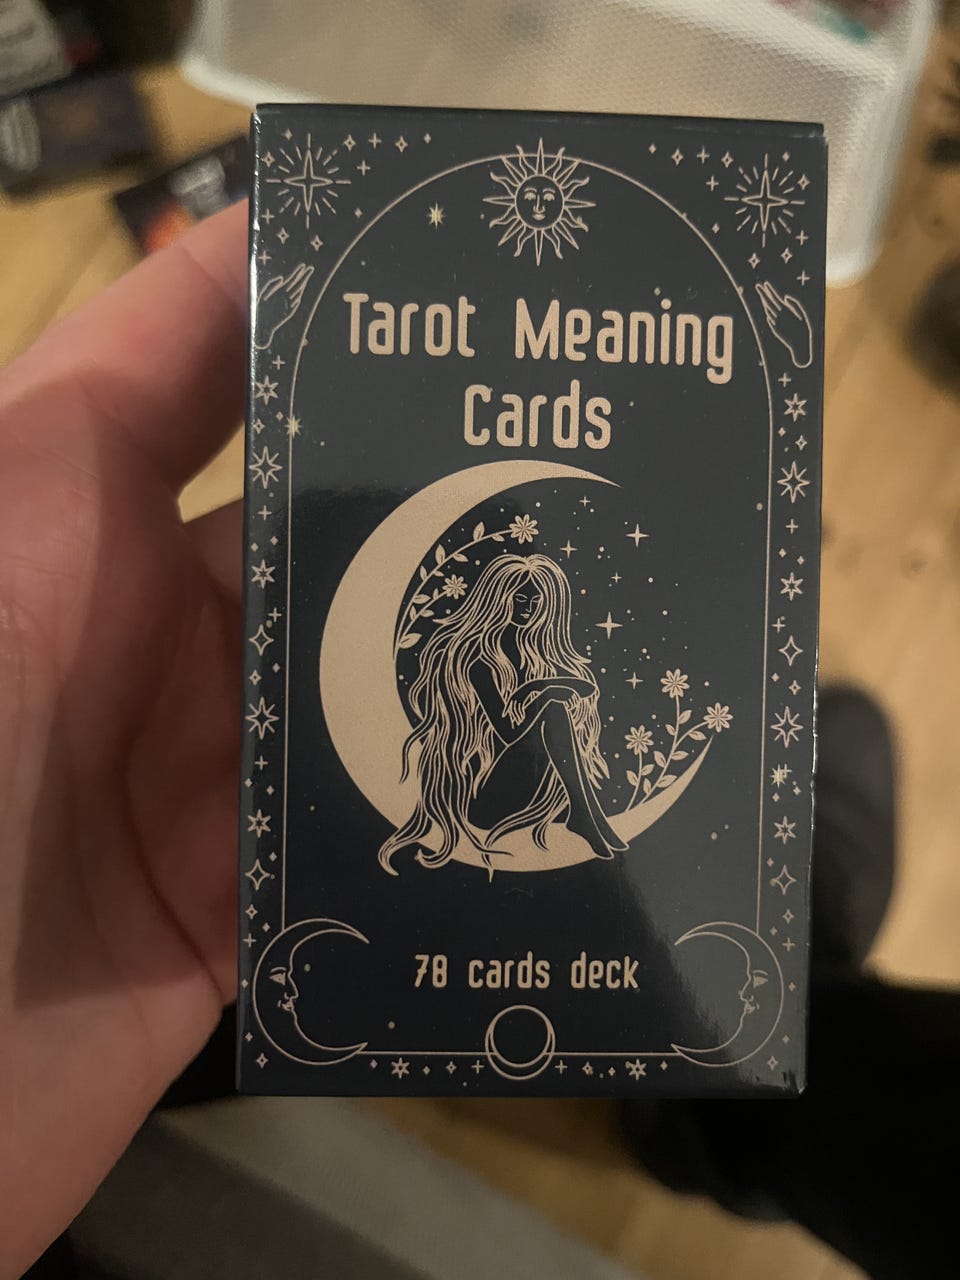 Tarot Meaning
Cards
78 cards deck